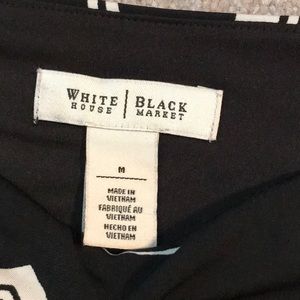 WHITE | BLACK
HOUSE | MARKET
M
MADE IN
VIETNAM
FABRIQUÉ AU
VIETNAM
HECHO EN
VIETNAM